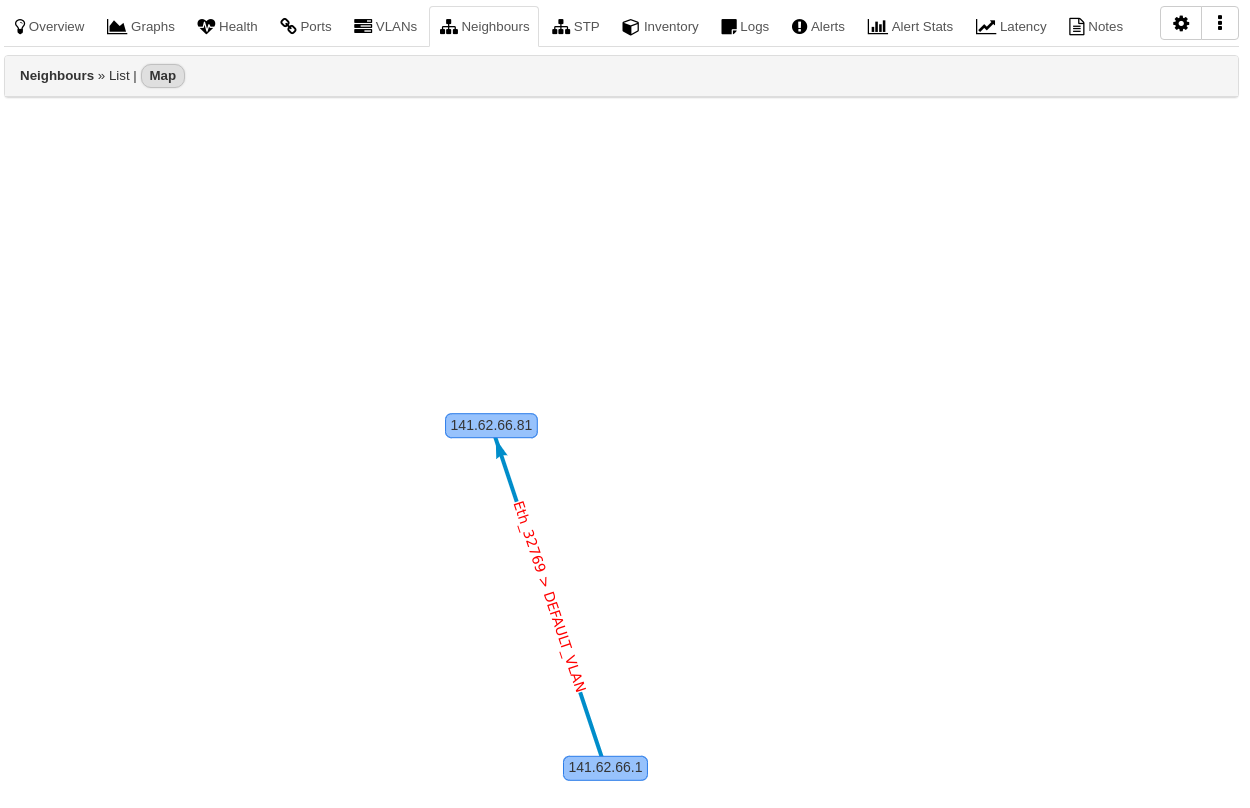 Overview Graphs Health Ports VLANs Neighbours STP Inventory Logs Alerts Alert Stats Latency Notes
Neighbours » List | Map
141.62.66.81
Eth_32769 > DEFAULT_VLAN
141.62.66.1